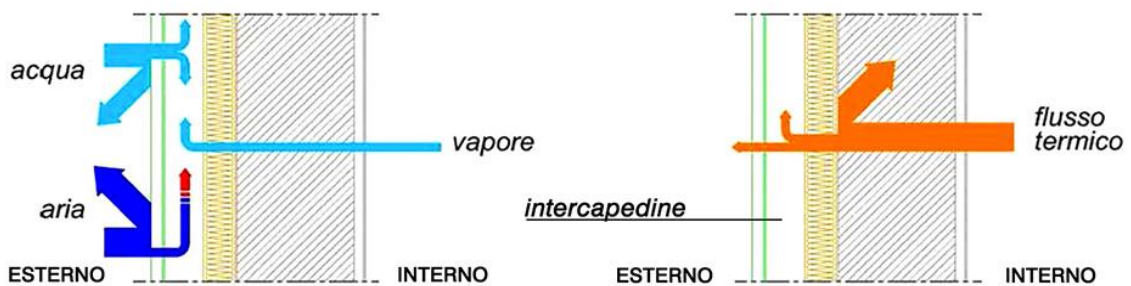 acqua
vapore
aria
ESTERNO
INTERNO
flusso
termico
intercapedine
ESTERNO
INTERNO